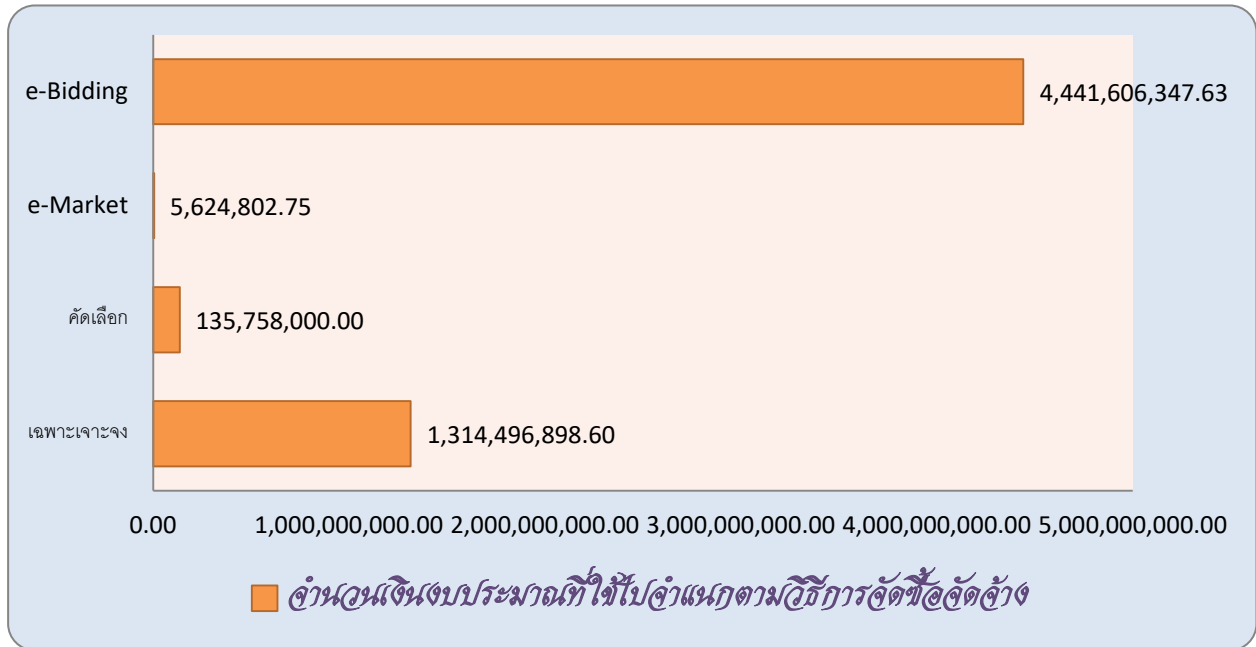 e-Bidding
4,441,606,347.63
e-Market
5,624,802.75
คัดเลือก
135,758,000.00
เฉพาะเจาะจง
1,314,496,898.60
0.00 1,000,000,000.00 2,000,000,000.00 3,000,000,000.00 4,000,000,000.00 5,000,000,000.00
จำนวนเงินงบประมาณที่ใช้ไปจำแนกตามวิธีการจัดซื้อจัดจ้าง